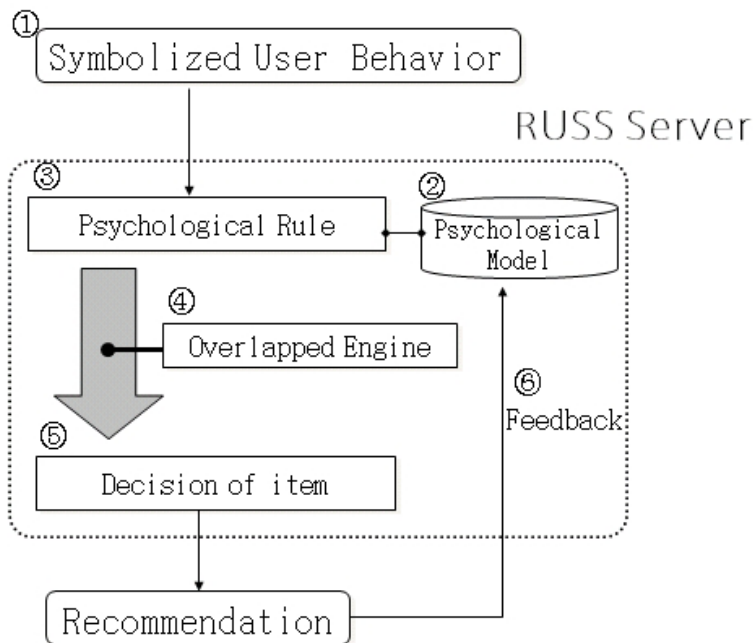 ①
Symbolized User Behavior
RUSS Server
③
Psychological Rule
②
Psychological
Model
④
Overlapped Engine
⑥
Feedback
⑤
Decision of item
Recommendation